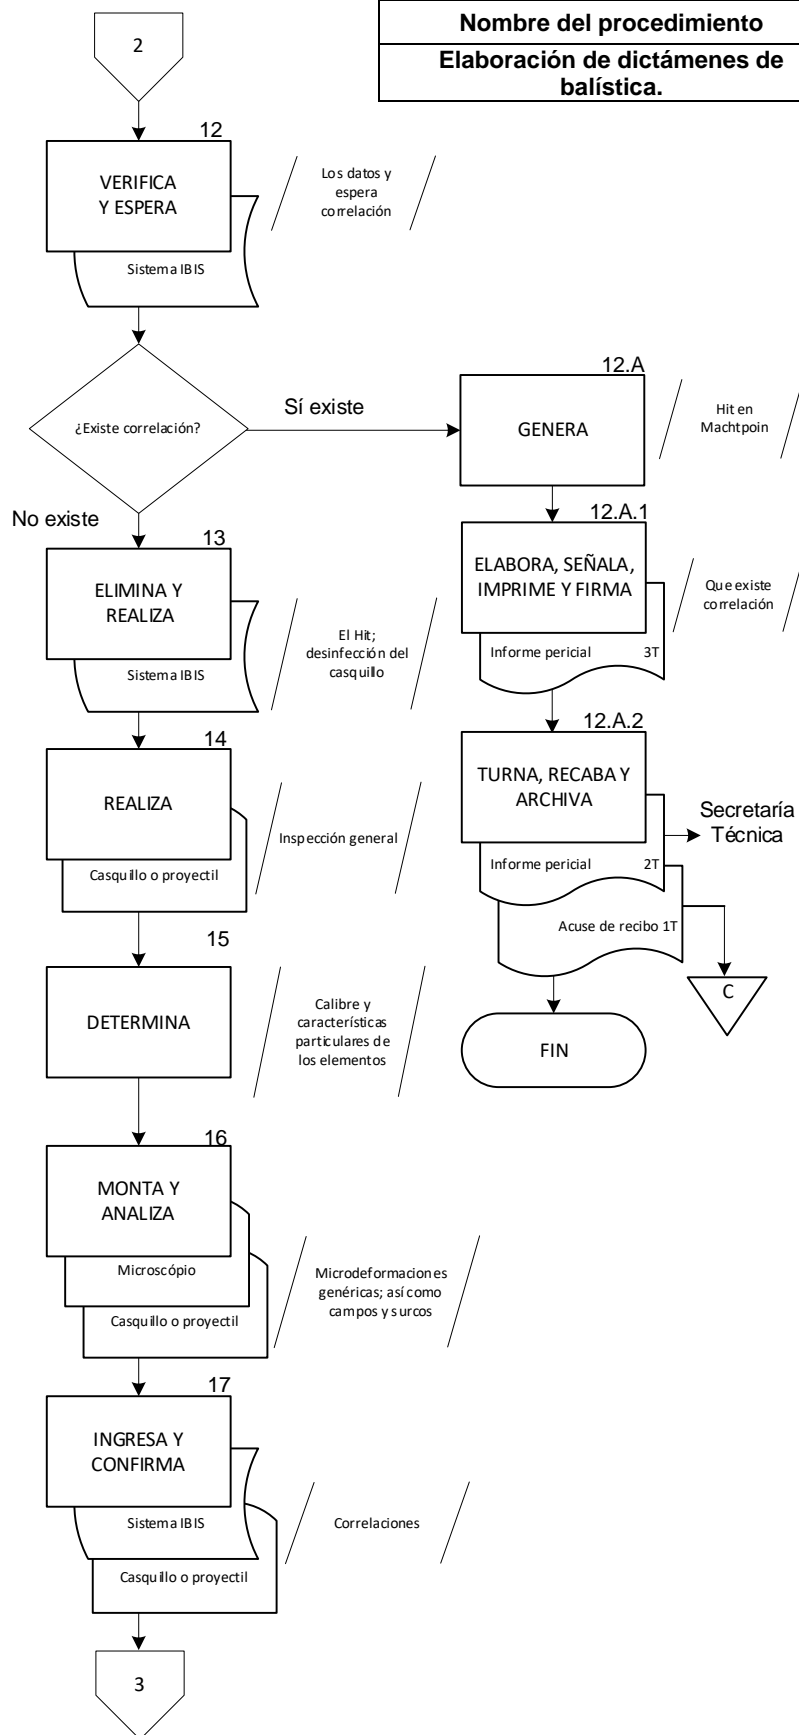 Nombre del procedimiento
Elaboración de dictámenes de
balística.
2
12
VERIFICA
Y ESPERA
Sistema IBIS
Los datos y
espera
correlación
¿Existe correlación?
Sí existe
No existe
12.A
GENERA
Hit en
Machtpoin
12.A.1
ELABORA, SEÑALA,
IMPRIME Y FIRMA
Informe pericial 3T
Que existe
correlación
12.A.2
TURNA, RECABA Y
ARCHIVA
Informe pericial 2T
Acuse de recibo 1T
Secretaría
Técnica
C
FIN
13
ELIMINA Y
REALIZA
Sistema IBIS
El Hit;
desinfección del
casquillo
14
REALIZA
Casquillo o proyectil
Inspección general
15
DETERMINA
Calibre y
características
particulares de
los elementos
16
MONTA Y
ANALIZA
Microscópio
Casquillo o proyectil
Microdeformaciones
genéricas; así como
campos y surcos
17
INGRESA Y
CONFIRMA
Sistema IBIS
Casquillo o proyectil
Correlaciones
3